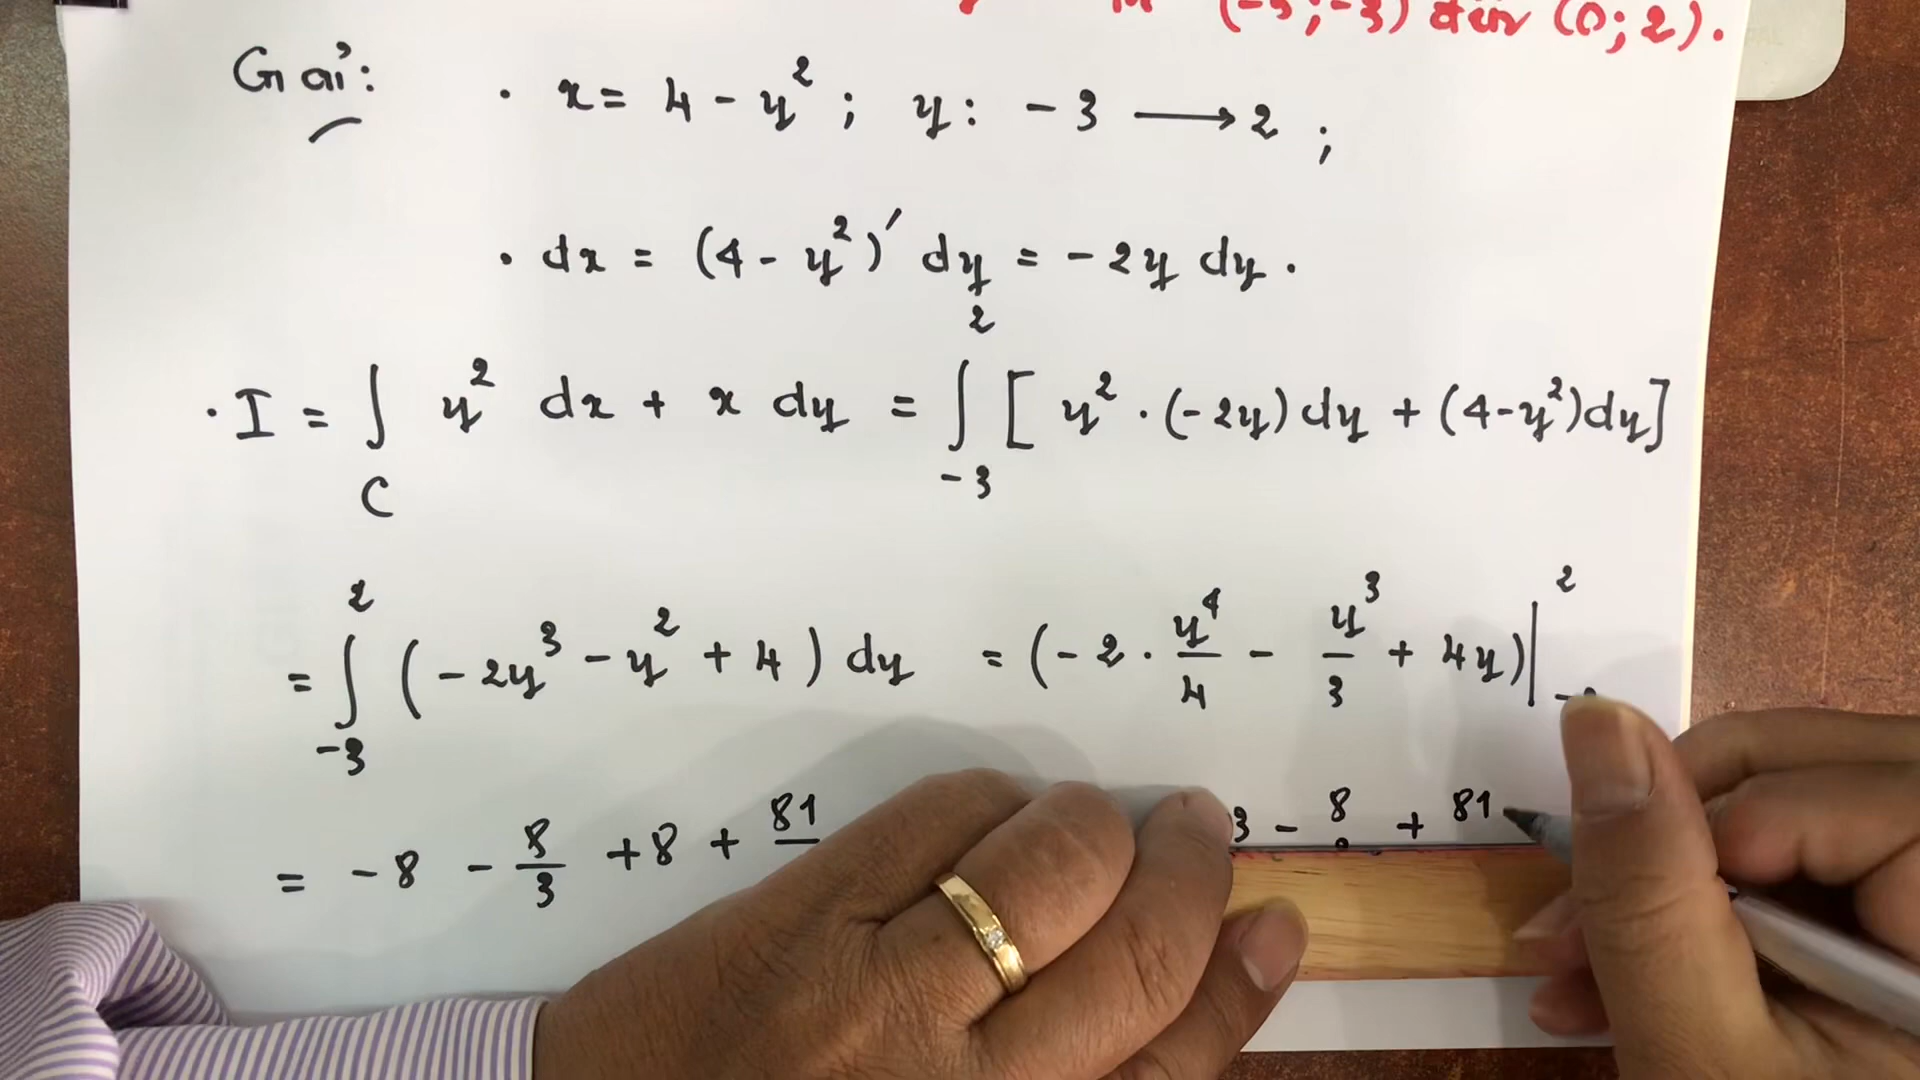 (-5;-3) đến (0;2).
Giải:
. x = 4 - y² ; y: -3 ⟶ 2 ;
. dx = (4 - y²)' dy = -2y dy .
. I = ∫_C y² dx + x dy = ∫_{-3}^{2} [ y² . (-2y) dy + (4-y²)dy ]
= ∫_{-3}^{2} (-2y³ - y² + 4) dy = (-2 . y⁴/4 - y³/3 + 4y)|^2
= -8 - 8/3 + 8 + 81 3 - 8 + 81